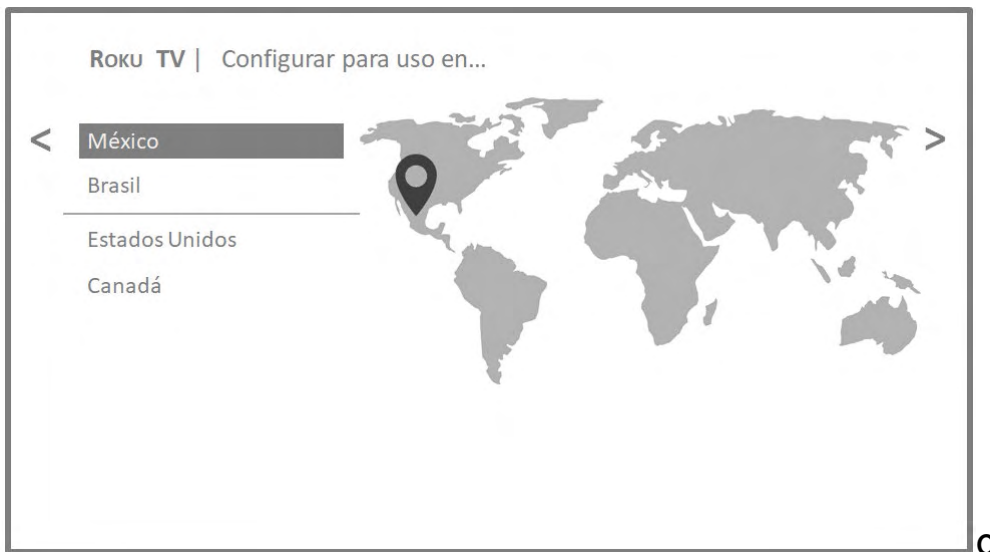 ROKU TV | Configurar para uso en...
< >
México
Brasil
Estados Unidos
Canadá